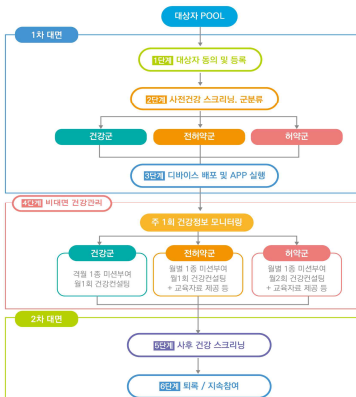 대상자 POOL
1차 대면
1단계 대상자 동의 및 등록
2단계 사전건강 스크리닝, 군분류
건강군
전허약군
허약군
3단계 디바이스 배포 및 APP 실행
4단계 비대면 건강관리
주 1회 건강정보 모니터링
건강군
격월 1종 미션부여
월1회 건강컨설팅
전허약군
월별 1종 미션부여
월1회 건강컨설팅
+ 교육자료 제공 등
허약군
월별 1종 미션부여
월2회 건강컨설팅
+ 교육자료 제공 등
2차 대면
5단계 사후 건강 스크리닝
6단계 퇴록 / 지속참여